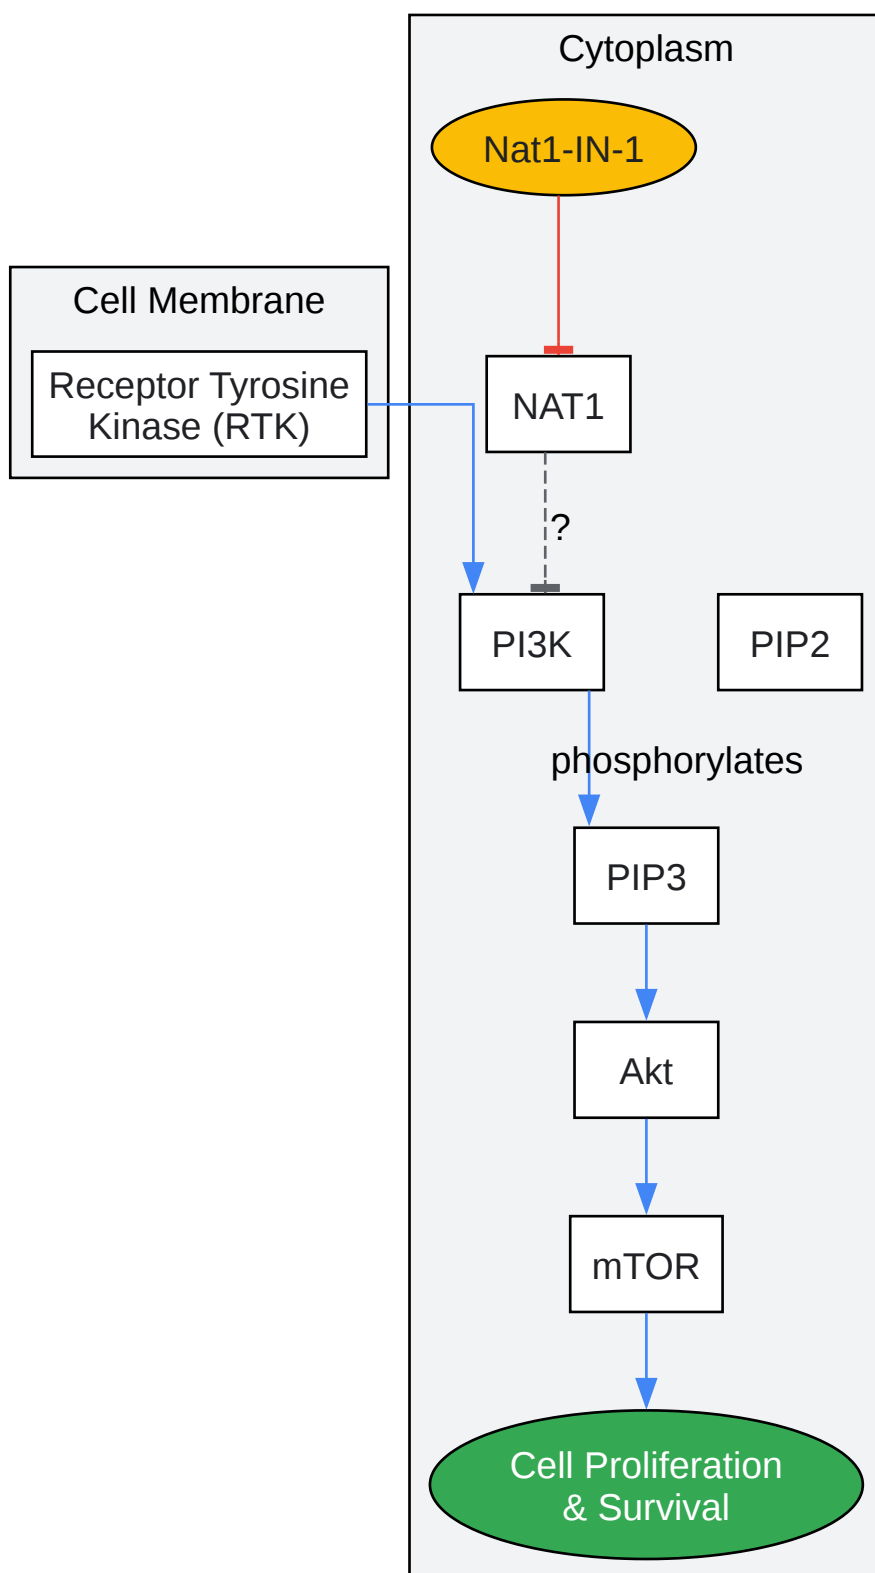 Cytoplasm
Nat1-IN-1
Cell Membrane
Receptor Tyrosine
Kinase (RTK)
NAT1
?
PI3K
PIP2
phosphorylates
PIP3
Akt
mTOR
Cell Proliferation
& Survival